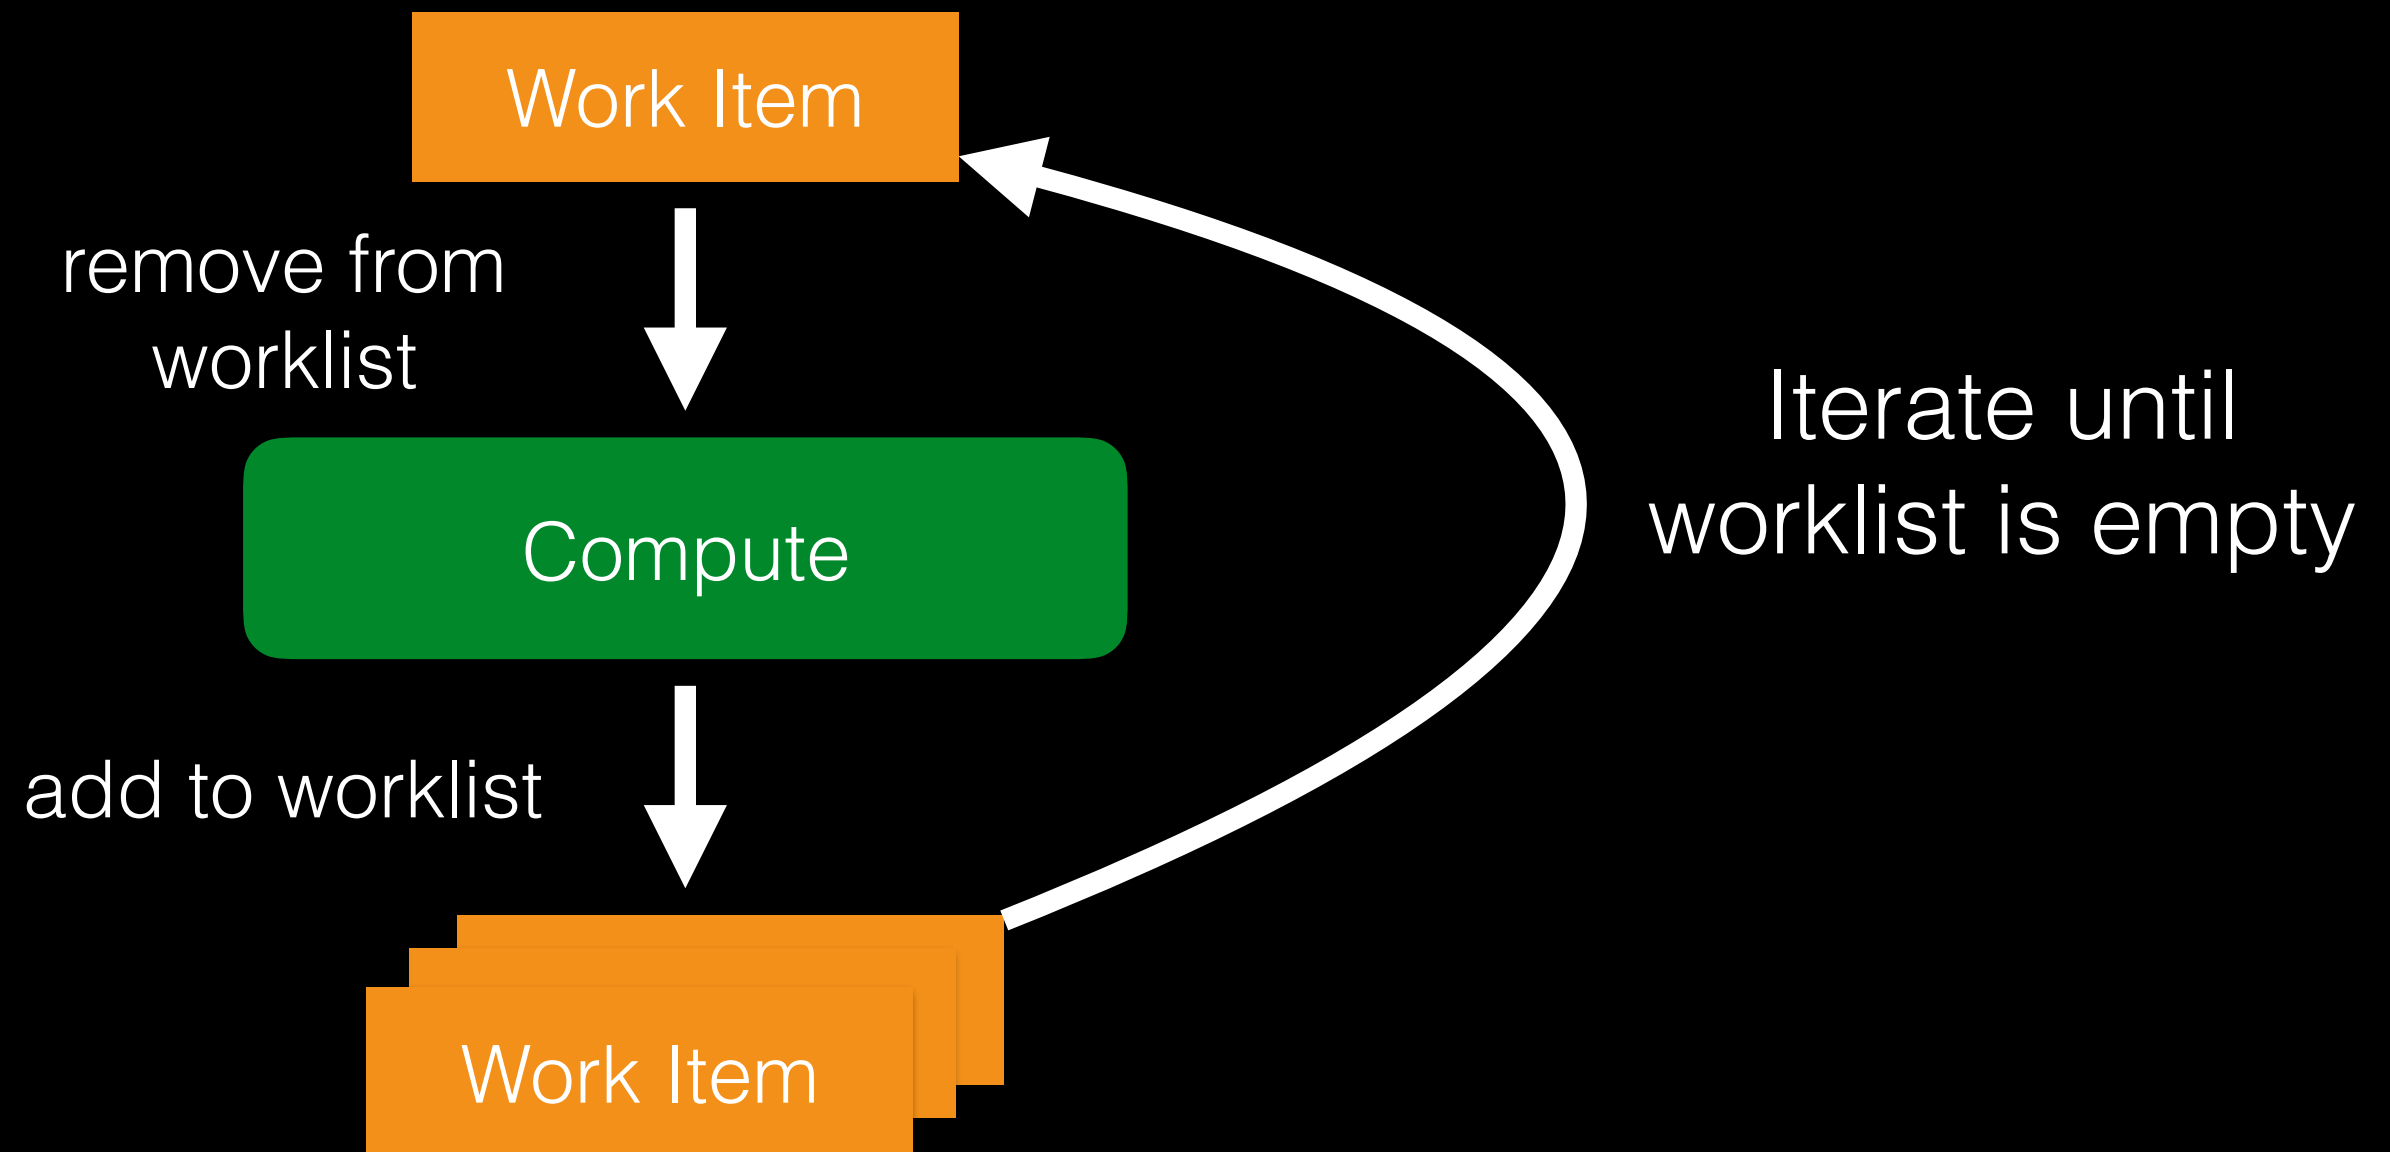 Work Item
remove from
worklist
Compute
add to worklist
Work Item
Iterate until
worklist is empty